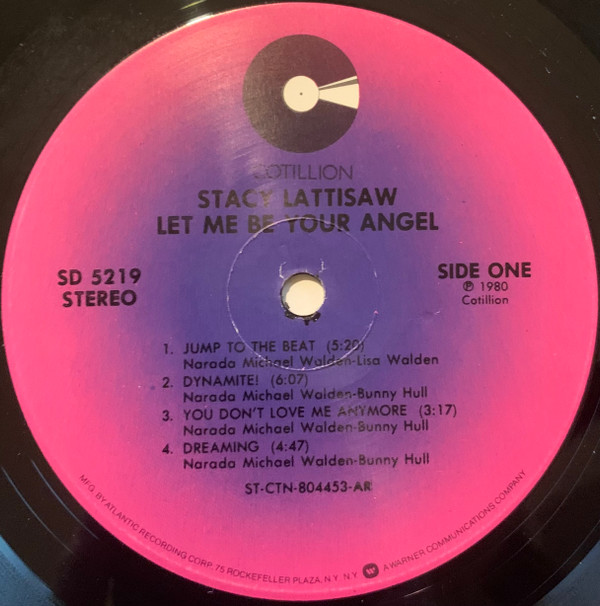 COTILLION
STACY LATTISAW
LET ME BE YOUR ANGEL
SD 5219
STEREO
SIDE ONE
℗ 1980
Cotillion
1. JUMP TO THE BEAT (5:20)
Narada Michael Walden-Lisa Walden
2. DYNAMITE! (6:07)
Narada Michael Walden-Bunny Hull
3. YOU DON'T LOVE ME ANYMORE (3:17)
Narada Michael Walden-Bunny Hull
4. DREAMING (4:47)
Narada Michael Walden-Bunny Hull
ST-CTN-804453-AR
MFG. BY ATLANTIC RECORDING CORP. 75 ROCKEFELLER PLAZA, N.Y. N.Y. A WARNER COMMUNICATIONS COMPANY